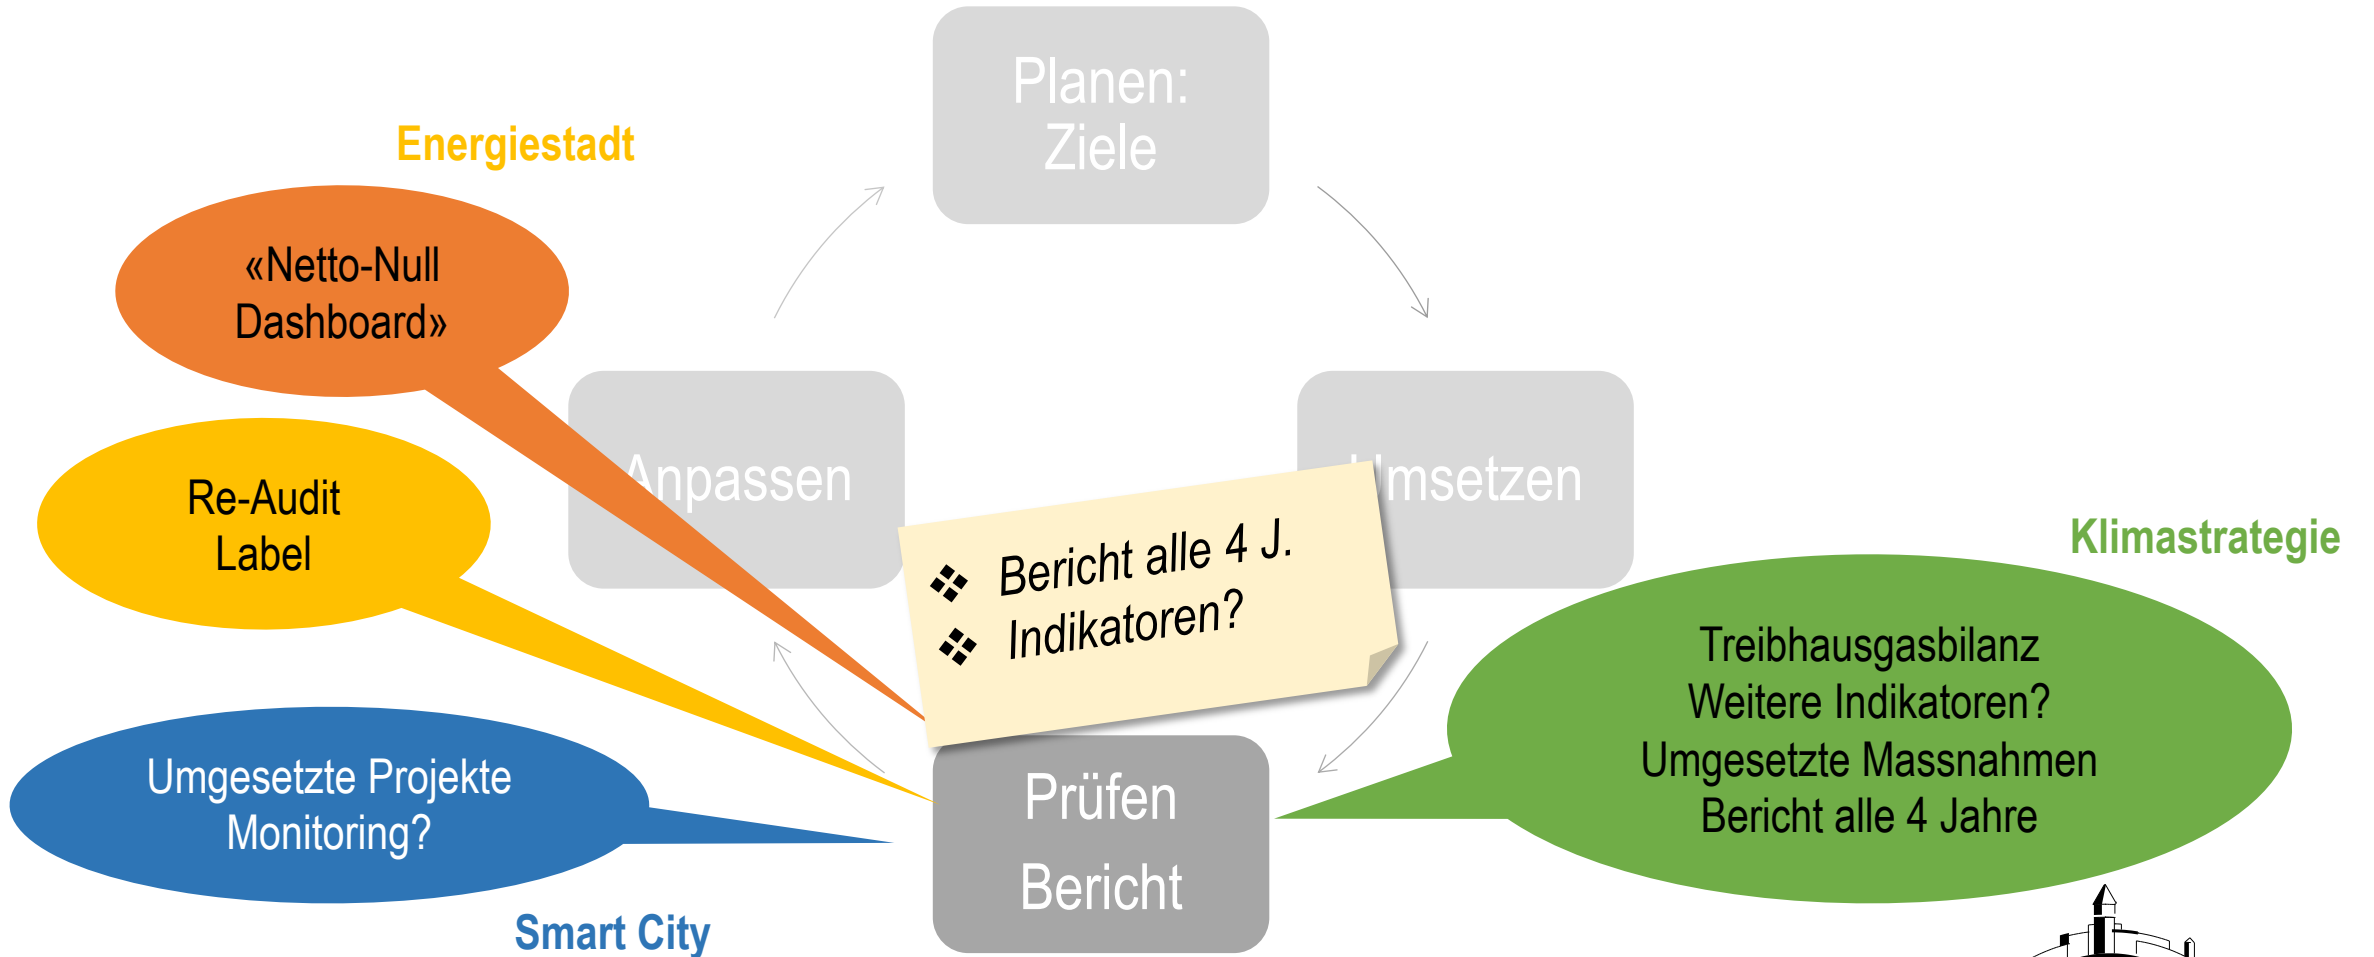 Planen:
Ziele
Energiestadt
«Netto-Null
Dashboard»
Anpassen
Umsetzen
Re-Audit
Label
❖ Bericht alle 4 J.
❖ Indikatoren?
Klimastrategie
Treibhausgasbilanz
Weitere Indikatoren?
Umgesetzte Massnahmen
Bericht alle 4 Jahre
Umgesetzte Projekte
Monitoring?
Prüfen
Bericht
Smart City